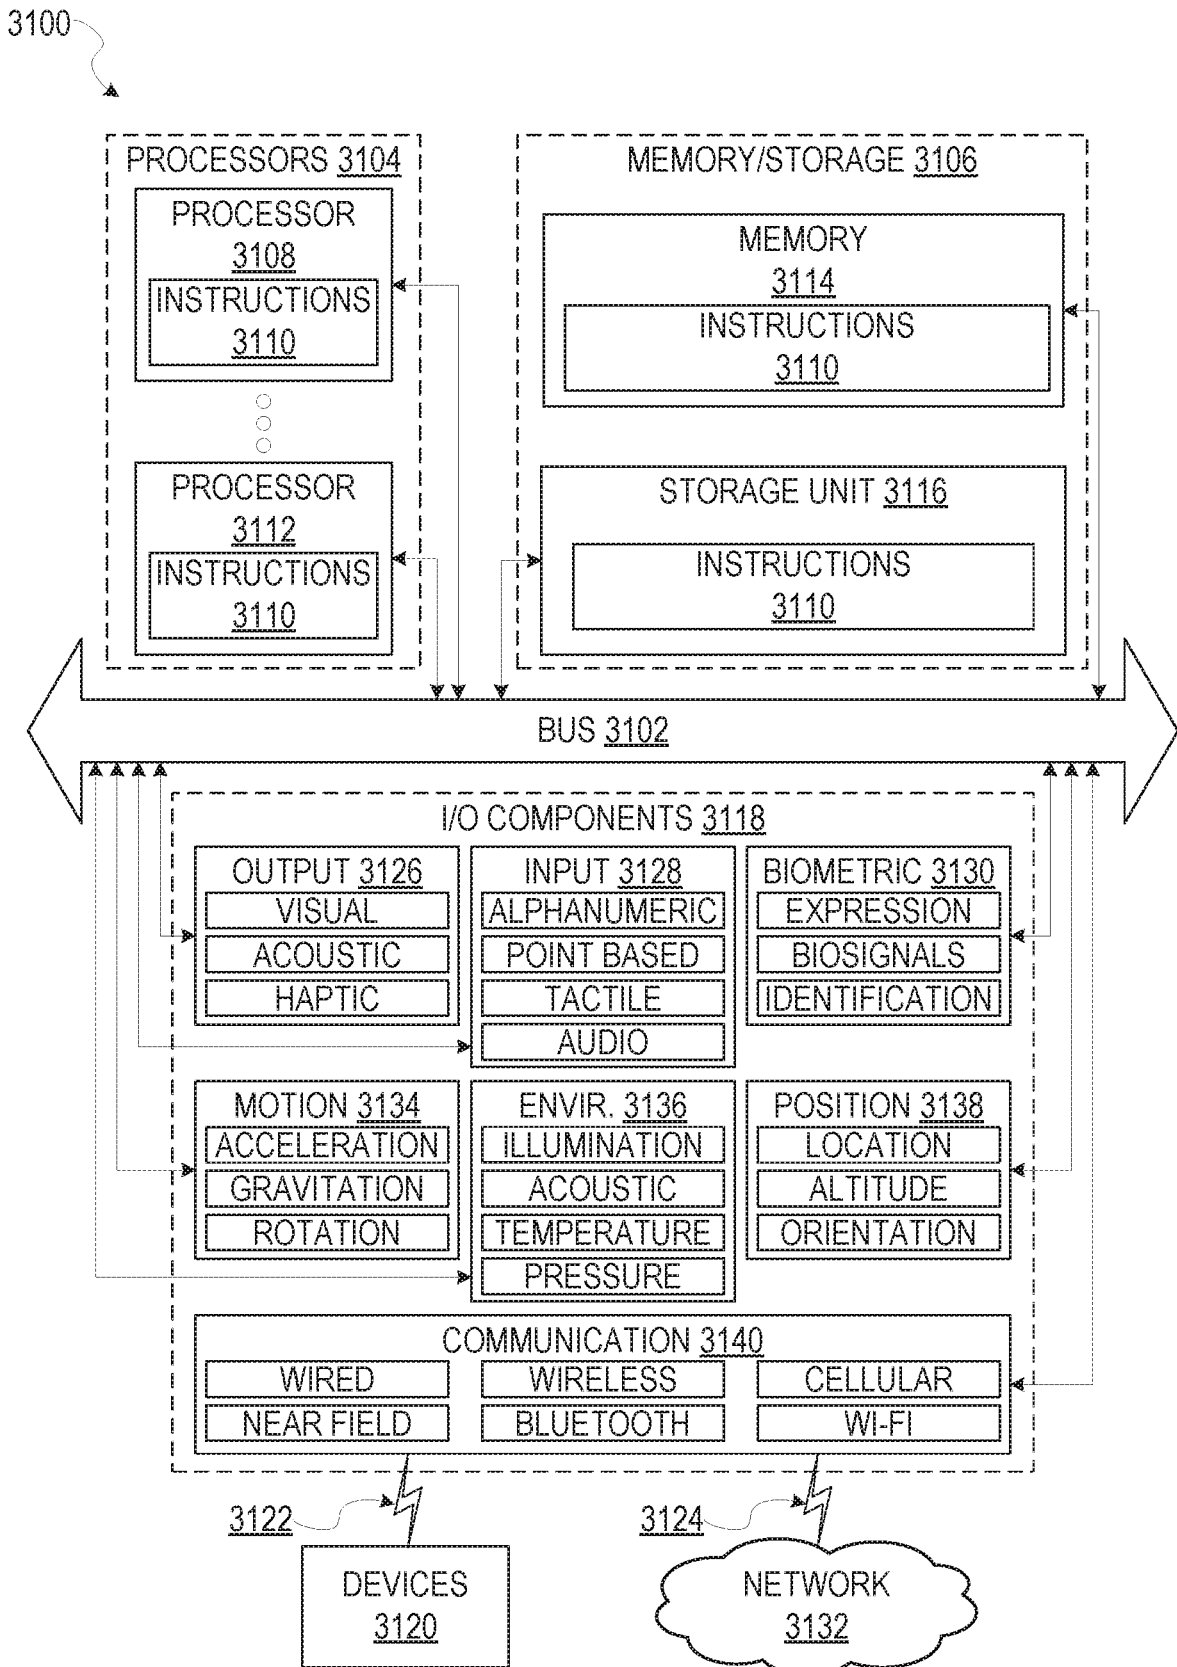 3100
PROCESSORS 3104
PROCESSOR
3108
INSTRUCTIONS
3110
PROCESSOR
3112
INSTRUCTIONS
3110
MEMORY/STORAGE 3106
MEMORY
3114
INSTRUCTIONS
3110
STORAGE UNIT 3116
INSTRUCTIONS
3110
BUS 3102
I/O COMPONENTS 3118
OUTPUT 3126
VISUAL
ACOUSTIC
HAPTIC
INPUT 3128
ALPHANUMERIC
POINT BASED
TACTILE
AUDIO
BIOMETRIC 3130
EXPRESSION
BIOSIGNALS
IDENTIFICATION
MOTION 3134
ACCELERATION
GRAVITATION
ROTATION
ENVIR. 3136
ILLUMINATION
ACOUSTIC
TEMPERATURE
PRESSURE
POSITION 3138
LOCATION
ALTITUDE
ORIENTATION
COMMUNICATION 3140
WIRED
WIRELESS
CELLULAR
NEAR FIELD
BLUETOOTH
WI-FI
3122
3124
DEVICES
3120
NETWORK
3132